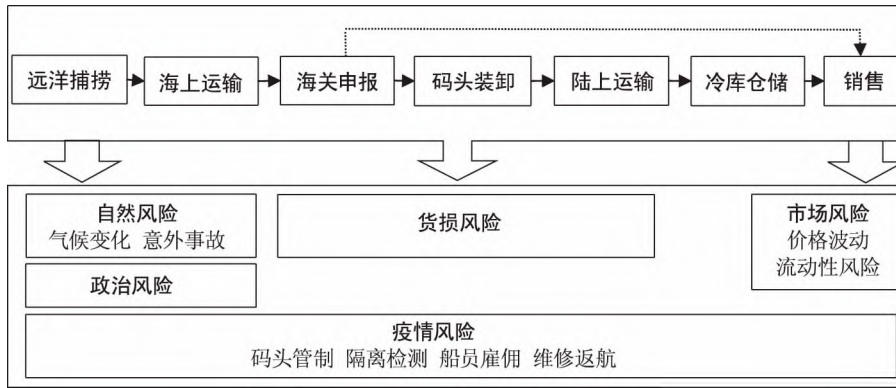 远洋捕捞 海上运输 海关申报 码头装卸 陆上运输 冷库仓储 销售
自然风险
气候变化 意外事故
政治风险
货损风险
市场风险
价格波动
流动性风险
疫情风险
码头管制 隔离检测 船员雇佣 维修返航